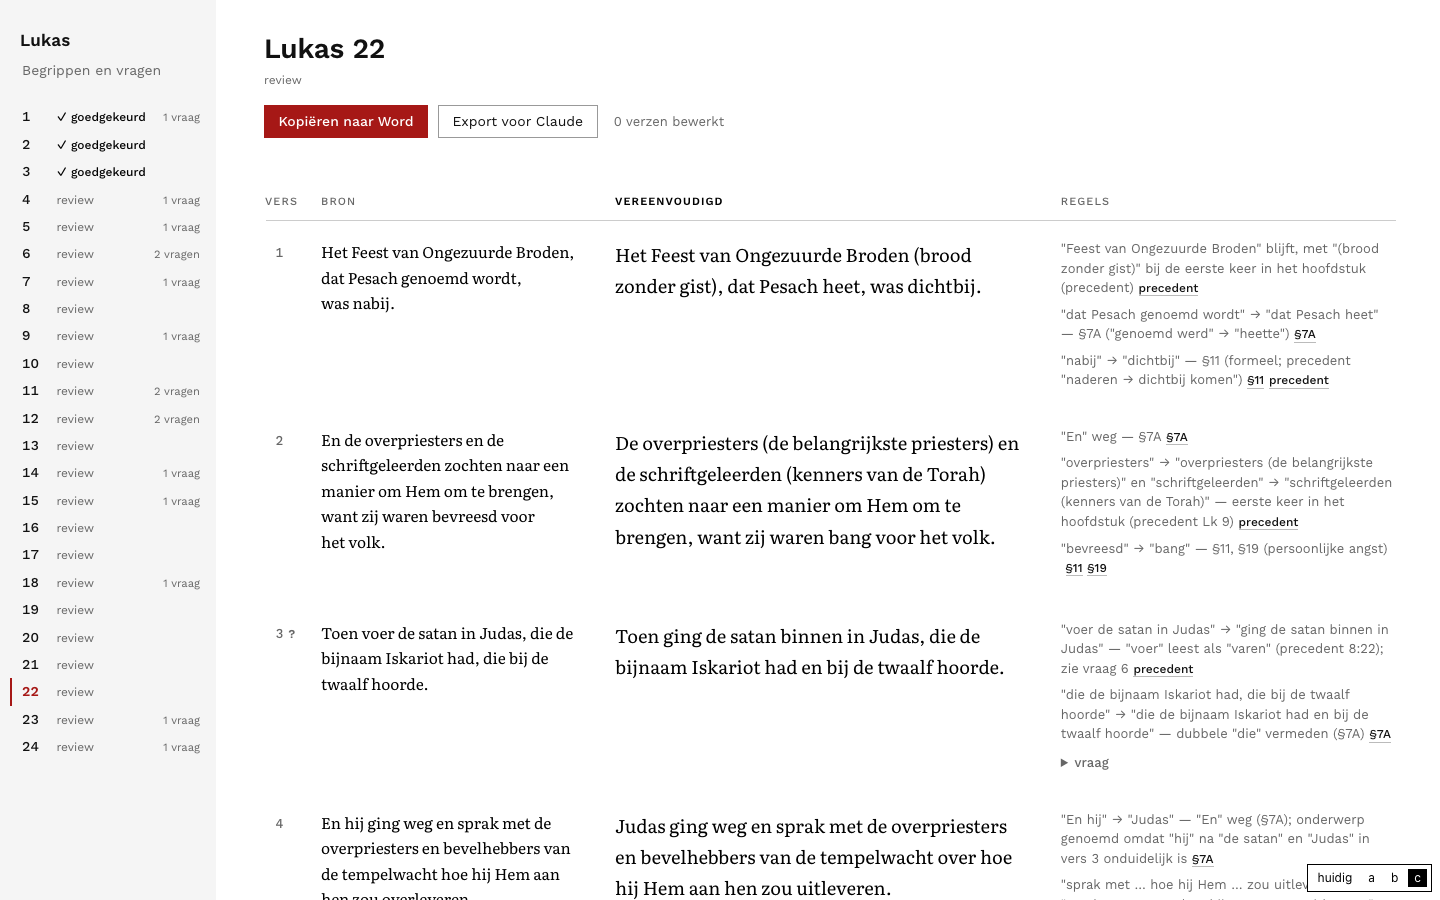 Lukas
Begrippen en vragen
1 ✓ goedgekeurd 1 vraag
2 ✓ goedgekeurd
3 ✓ goedgekeurd
4 review 1 vraag
5 review 1 vraag
6 review 2 vragen
7 review 1 vraag
8 review
9 review 1 vraag
10 review
11 review 2 vragen
12 review 2 vragen
13 review
14 review 1 vraag
15 review 1 vraag
16 review
17 review
18 review 1 vraag
19 review
20 review
21 review
22 review
23 review 1 vraag
24 review 1 vraag
Lukas 22
review
Kopiëren naar Word
Export voor Claude
0 verzen bewerkt
VERS BRON VEREENVOUDIGD REGELS
1
Het Feest van Ongezuurde Broden,
dat Pesach genoemd wordt,
was nabij.
Het Feest van Ongezuurde Broden (brood
zonder gist), dat Pesach heet, was dichtbij.
"Feest van Ongezuurde Broden" blijft, met "(brood
zonder gist)" bij de eerste keer in het hoofdstuk
(precedent) precedent
"dat Pesach genoemd wordt" → "dat Pesach heet"
— §7A ("genoemd werd" → "heette") §7A
"nabij" → "dichtbij" — §11 (formeel; precedent
"naderen → dichtbij komen") §11 precedent
2
En de overpriesters en de
schriftgeleerden zochten naar een
manier om Hem om te brengen,
want zij waren bevreesd voor
het volk.
De overpriesters (de belangrijkste priesters) en
de schriftgeleerden (kenners van de Torah)
zochten naar een manier om Hem om te
brengen, want zij waren bang voor het volk.
"En" weg — §7A §7A
"overpriesters" → "overpriesters (de belangrijkste
priesters)" en "schriftgeleerden" → "schriftgeleerden
(kenners van de Torah)" — eerste keer in het
hoofdstuk (precedent Lk 9) precedent
"bevreesd" → "bang" — §11, §19 (persoonlijke angst)
§11 §19
3 ?
Toen voer de satan in Judas, die de
bijnaam Iskariot had, die bij de
twaalf hoorde.
Toen ging de satan binnen in Judas, die de
bijnaam Iskariot had en bij de twaalf hoorde.
"voer de satan in Judas" → "ging de satan binnen in
Judas" — "voer" leest als "varen" (precedent 8:22);
zie vraag 6 precedent
"die de bijnaam Iskariot had, die bij de twaalf
hoorde" → "die de bijnaam Iskariot had en bij de
twaalf hoorde" — dubbele "die" vermeden (§7A) §7A
▶ vraag
4
En hij ging weg en sprak met de
overpriesters en bevelhebbers van
de tempelwacht hoe hij Hem aan
hen zou overleveren.
Judas ging weg en sprak met de overpriesters
en bevelhebbers van de tempelwacht over hoe
hij Hem aan hen zou uitleveren.
"En hij" → "Judas" — "En" weg (§7A); onderwerp
genoemd omdat "hij" na "de satan" en "Judas" in
vers 3 onduidelijk is §7A
"sprak met ... hoe hij Hem ... zou
huidig a b c